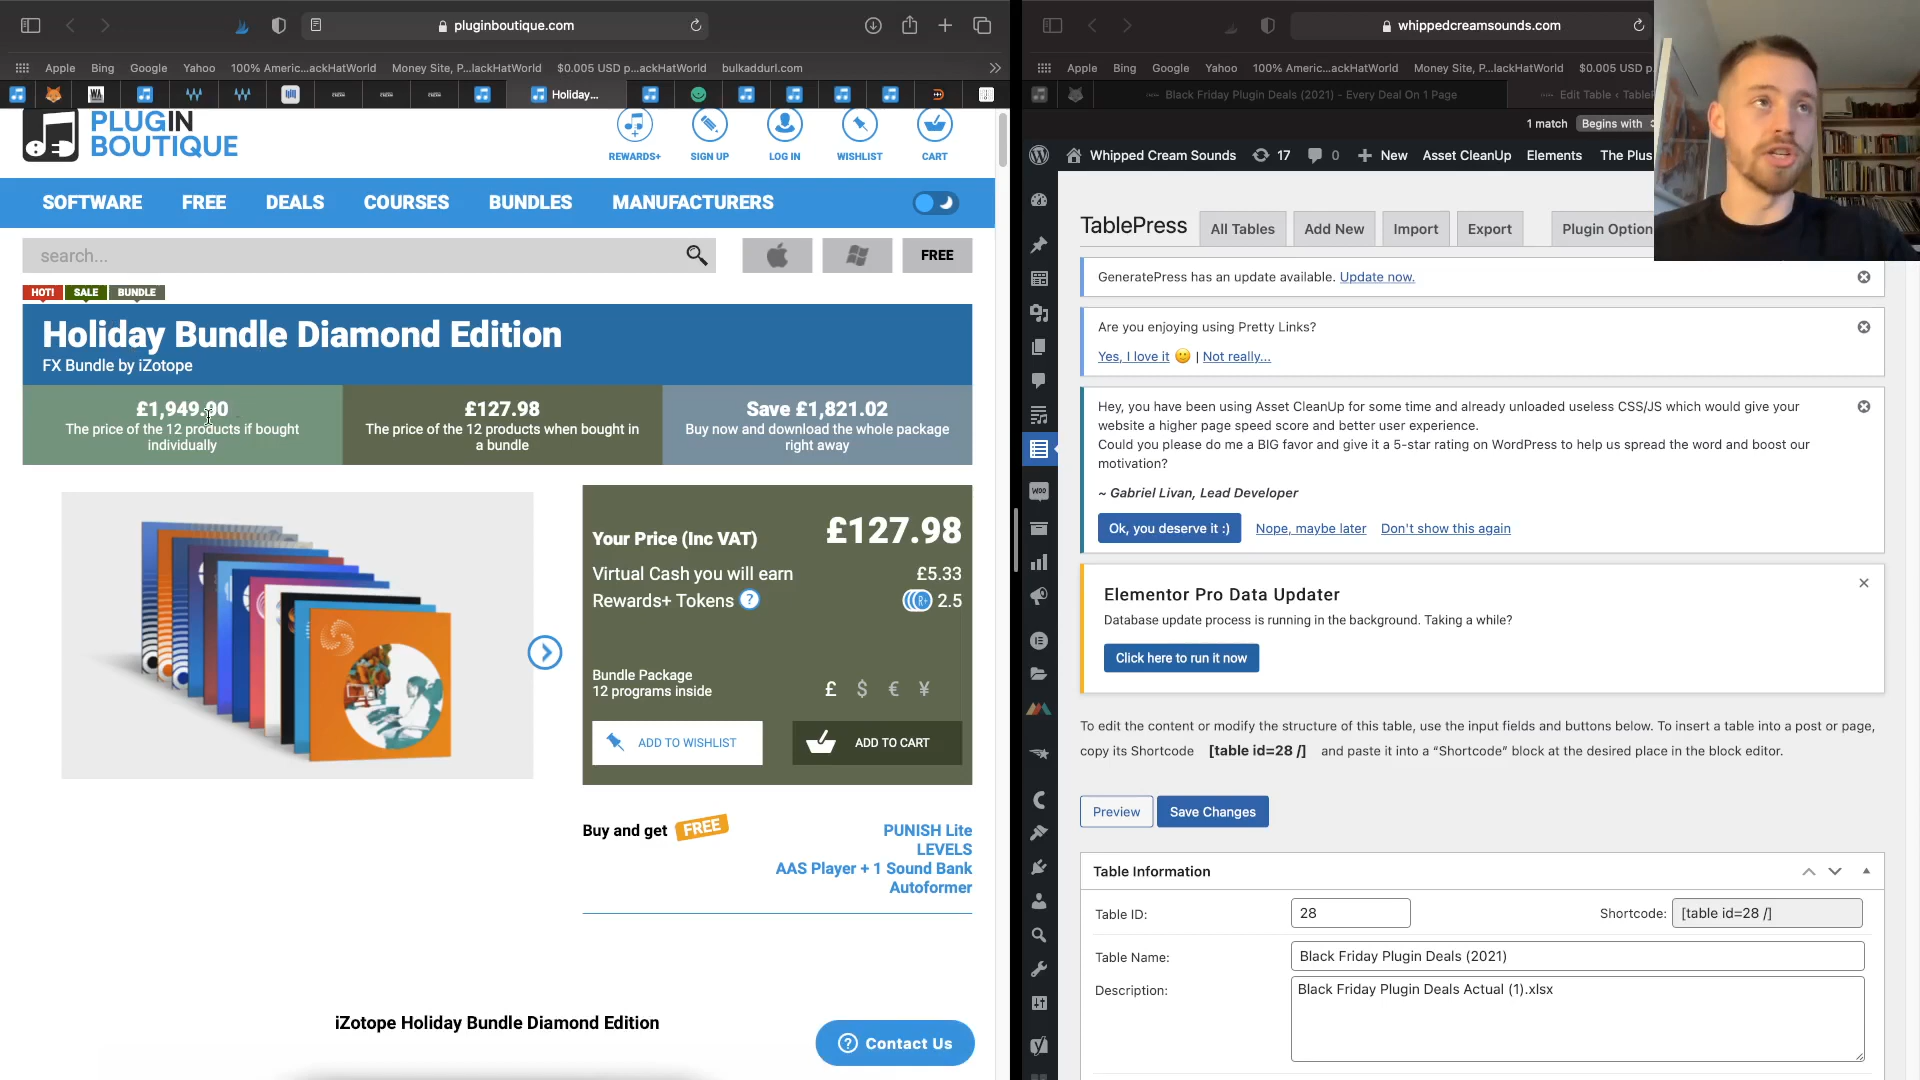 pluginboutique.com
Apple Bing Google Yahoo 100% Americ...ackHatWorld Money Site, P...lackHatWorld $0.005 USD p...ackHatWorld bulkaddurl.com
Holiday...
PLUGIN
BOUTIQUE
REWARDS+ SIGN UP LOG IN WISHLIST CART
SOFTWARE FREE DEALS COURSES BUNDLES MANUFACTURERS
search... FREE
HOT! SALE BUNDLE
Holiday Bundle Diamond Edition
FX Bundle by iZotope
£1,949.00
The price of the 12 products if bought
individually
£127.98
The price of the 12 products when bought in
a bundle
Save £1,821.02
Buy now and download the whole package
right away
Your Price (Inc VAT) £127.98
Virtual Cash you will earn £5.33
Rewards+ Tokens ? R+ 2.5
Bundle Package
12 programs inside
£ $ € ¥
ADD TO WISHLIST ADD TO CART
Buy and get FREE
PUNISH Lite
LEVELS
AAS Player + 1 Sound Bank
Autoformer
iZotope Holiday Bundle Diamond Edition
? Contact Us
whippedcreamsounds.com
Apple Bing Google Yahoo 100% Americ...ackHatWorld Money Site, P...lackHatWorld $0.005 USD p
Black Friday Plugin Deals (2021) - Every Deal On 1 Page Edit Table ‹ Table
1 match Begins with
Whipped Cream Sounds 17 0 New Asset CleanUp Elements The Plus
TablePress All Tables Add New Import Export Plugin Option
GeneratePress has an update available. Update now.
Are you enjoying using Pretty Links?
Yes, I love it | Not really...
Hey, you have been using Asset CleanUp for some time and already unloaded useless CSS/JS which would give your
website a higher page speed score and better user experience.
Could you please do me a BIG favor and give it a 5-star rating on WordPress to help us spread the word and boost our
motivation?
~ Gabriel Livan, Lead Developer
Ok, you deserve it :) Nope, maybe later Don't show this again
Elementor Pro Data Updater
Database update process is running in the background. Taking a while?
Click here to run it now
To edit the content or modify the structure of this table, use the input fields and buttons below. To insert a table into a post or page,
copy its Shortcode [table id=28 /] and paste it into a “Shortcode” block at the desired place in the block editor.
Preview Save Changes
Table Information
Table ID: 28 Shortcode: [table id=28 /]
Table Name: Black Friday Plugin Deals (2021)
Description: Black Friday Plugin Deals Actual (1).xlsx